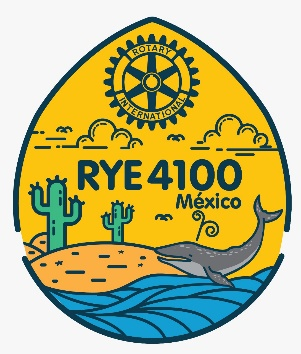 ROTARY
INTERNATIONAL
RYE 4100
México